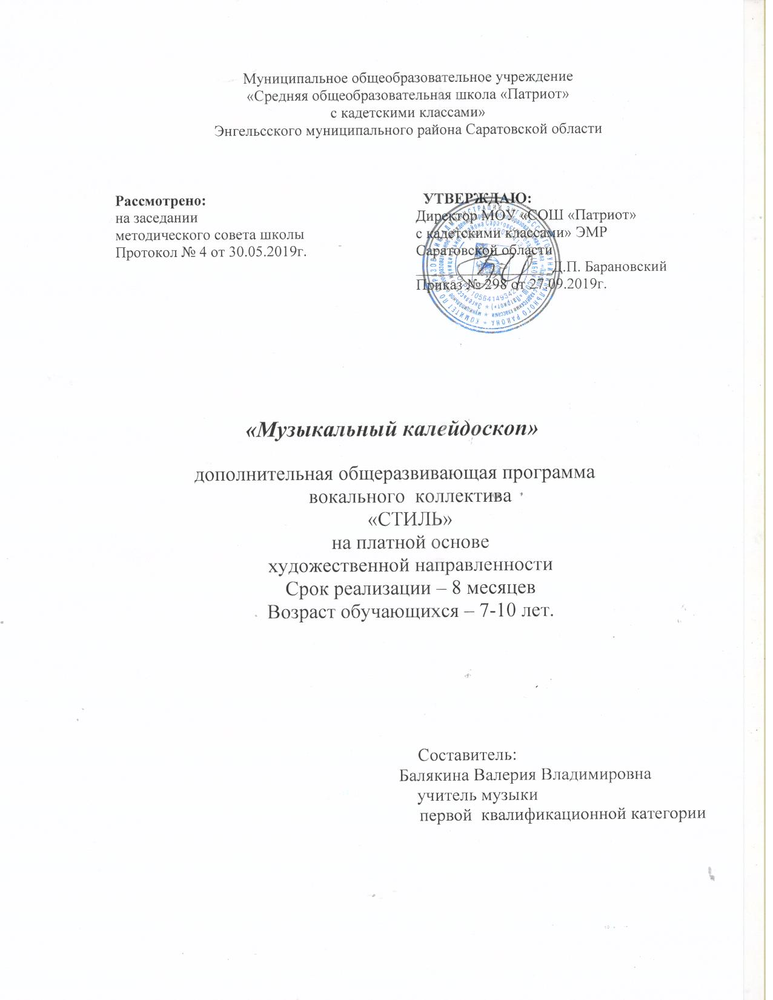 Муниципальное общеобразовательное учреждение
«Средняя общеобразовательная школа «Патриот»
с кадетскими классами»
Энгельсского муниципального района Саратовской области
Рассмотрено:
на заседании
методического совета школы
Протокол № 4 от 30.05.2019г.
УТВЕРЖДАЮ:
Директор МОУ «СОШ «Патриот»
с кадетскими классами» ЭМР
Саратовской области
Д.П. Барановский
Приказ № 298 от 27.09.2019г.
«Музыкальный калейдоскоп»
дополнительная общеразвивающая программа
вокального коллектива
«СТИЛЬ»
на платной основе
художественной направленности
Срок реализации – 8 месяцев
Возраст обучающихся – 7-10 лет.
Составитель:
Балякина Валерия Владимировна
учитель музыки
первой квалификационной категории